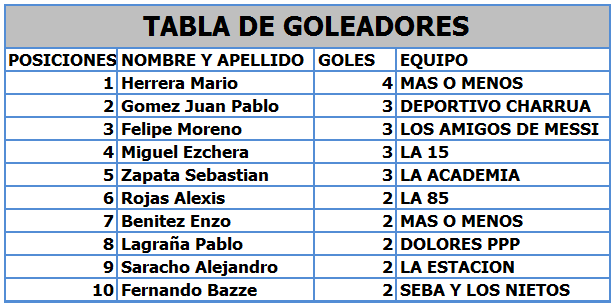 TABLA DE GOLEADORES
POSICIONES NOMBRE Y APELLIDO GOLES EQUIPO
1 Herrera Mario 4 MAS O MENOS
2 Gomez Juan Pablo 3 DEPORTIVO CHARRUA
3 Felipe Moreno 3 LOS AMIGOS DE MESSI
4 Miguel Ezchera 3 LA 15
5 Zapata Sebastian 3 LA ACADEMIA
6 Rojas Alexis 2 LA 85
7 Benitez Enzo 2 MAS O MENOS
8 Lagraña Pablo 2 DOLORES PPP
9 Saracho Alejandro 2 LA ESTACION
10 Fernando Bazze 2 SEBA Y LOS NIETOS